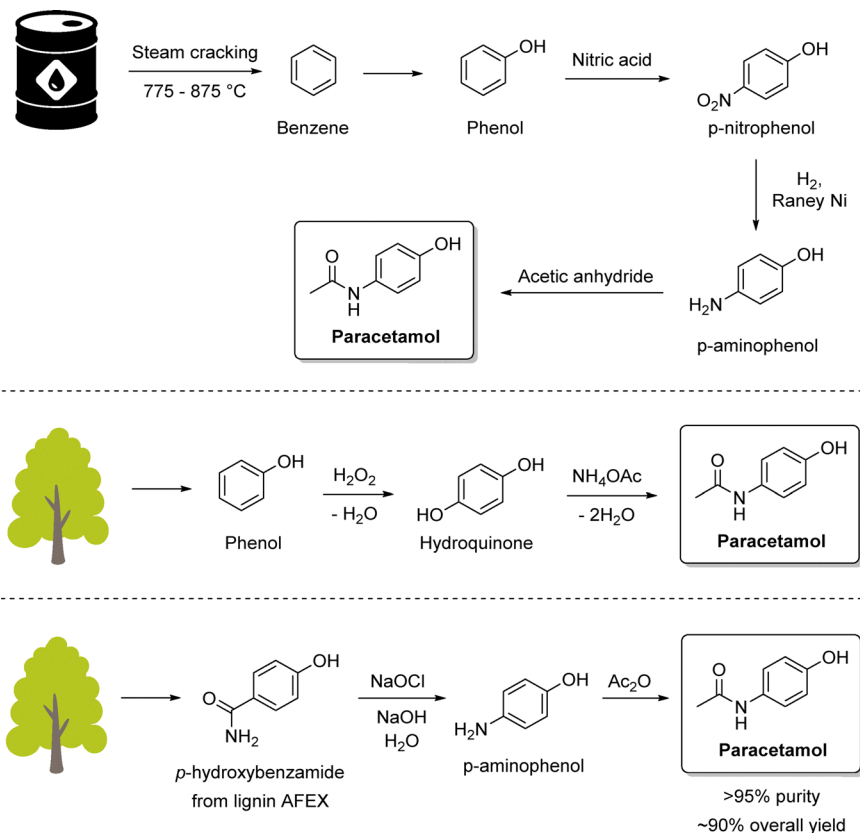 Steam cracking
775 - 875 °C
Benzene
OH
Phenol
Nitric acid
OH
O₂N
p-nitrophenol
H₂,
Raney Ni
OH
H₂N
p-aminophenol
Acetic anhydride
O
N
H
OH
Paracetamol
OH
Phenol
H₂O₂
- H₂O
OH
HO
Hydroquinone
NH₄OAc
- 2H₂O
O
N
H
OH
Paracetamol
OH
O
NH₂
p-hydroxybenzamide
from lignin AFEX
NaOCl
NaOH
H₂O
OH
H₂N
p-aminophenol
Ac₂O
O
N
H
OH
Paracetamol
>95% purity
~90% overall yield